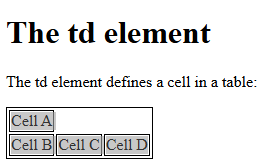 The td element
The td element defines a cell in a table:
Cell A
Cell B Cell C Cell D